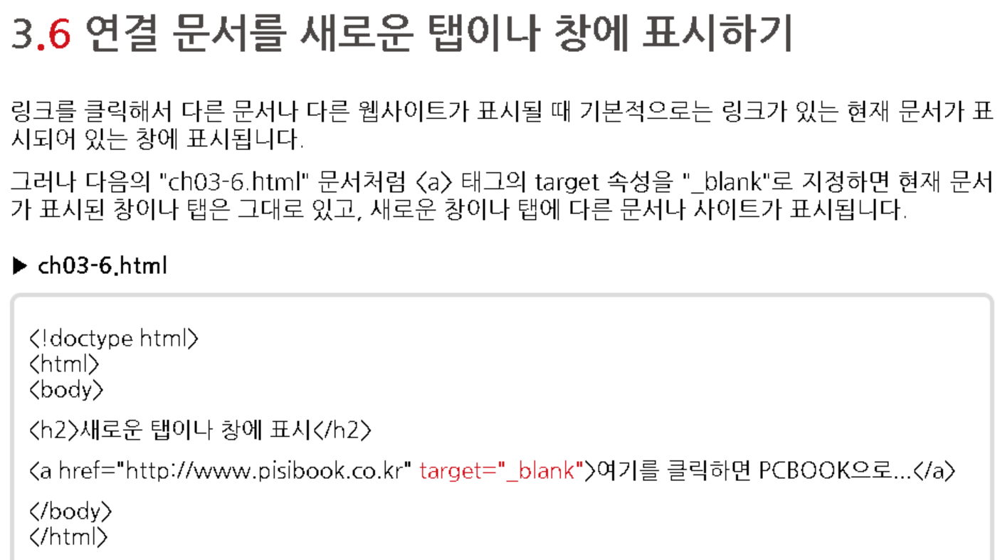 3.6 연결 문서를 새로운 탭이나 창에 표시하기
링크를 클릭해서 다른 문서나 다른 웹사이트가 표시될 때 기본적으로는 링크가 있는 현재 문서가 표
시되어 있는 창에 표시됩니다.
그러나 다음의 "ch03-6.html" 문서처럼 <a> 태그의 target 속성을 "_blank"로 지정하면 현재 문서
가 표시된 창이나 탭은 그대로 있고, 새로운 창이나 탭에 다른 문서나 사이트가 표시됩니다.
▶ ch03-6.html
<!doctype html>
<html>
<body>
<h2>새로운 탭이나 창에 표시</h2>
<a href="http://www.pisibook.co.kr" target="_blank">여기를 클릭하면 PCBOOK으로...</a>
</body>
</html>